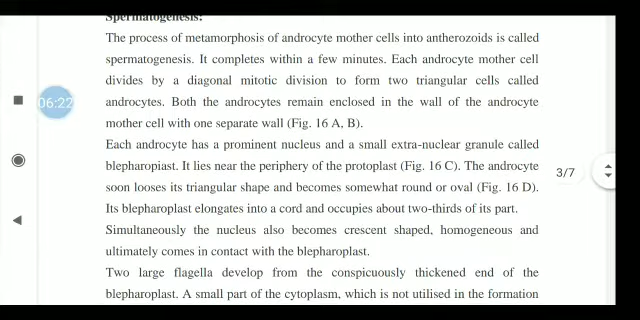 Spermatogenesis:
The process of metamorphosis of androcyte mother cells into antherozoids is called
spermatogenesis. It completes within a few minutes. Each androcyte mother cell
divides by a diagonal mitotic division to form two triangular cells called
androcytes. Both the androcytes remain enclosed in the wall of the androcyte
mother cell with one separate wall (Fig. 16 A, B).
Each androcyte has a prominent nucleus and a small extra-nuclear granule called
blepharopiast. It lies near the periphery of the protoplast (Fig. 16 C). The androcyte
soon looses its triangular shape and becomes somewhat round or oval (Fig. 16 D).
Its blepharoplast elongates into a cord and occupies about two-thirds of its part.
Simultaneously the nucleus also becomes crescent shaped, homogeneous and
ultimately comes in contact with the blepharoplast.
Two large flagella develop from the conspicuously thickened end of the
blepharoplast. A small part of the cytoplasm, which is not utilised in the formation
06:22
3/7